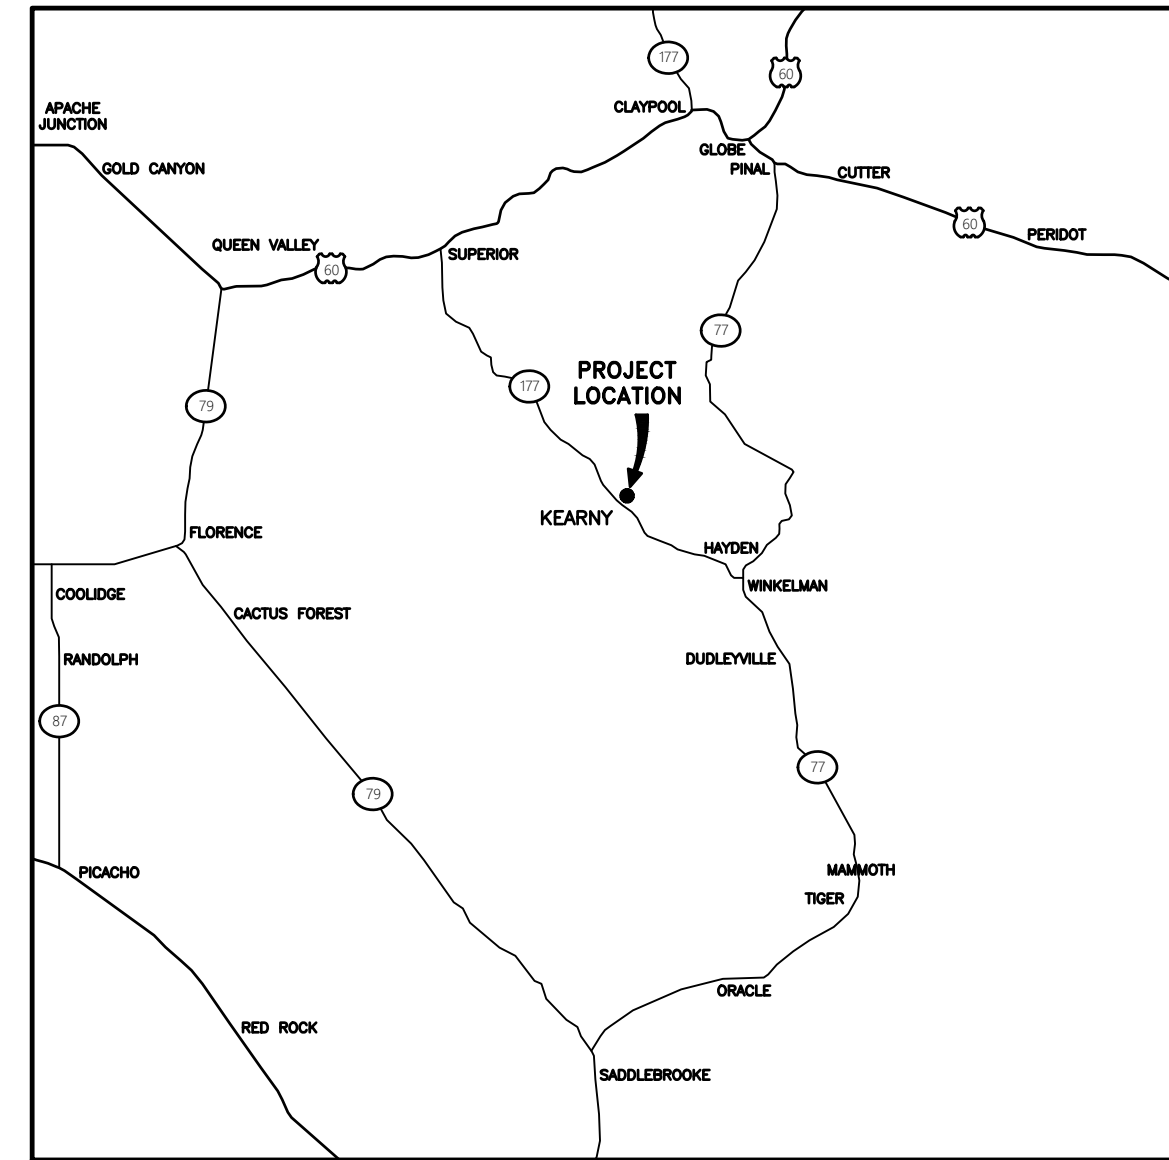 177
60
APACHE
JUNCTION
CLAYPOOL
GLOBE
GOLD CANYON
PINAL
CUTTER
60
PERIDOT
QUEEN VALLEY
SUPERIOR
60
77
PROJECT
LOCATION
177
79
KEARNY
FLORENCE
HAYDEN
WINKELMAN
COOLIDGE
CACTUS FOREST
RANDOLPH
DUDLEYVILLE
87
77
79
PICACHO
MAMMOTH
TIGER
ORACLE
RED ROCK
SADDLEBROOKE